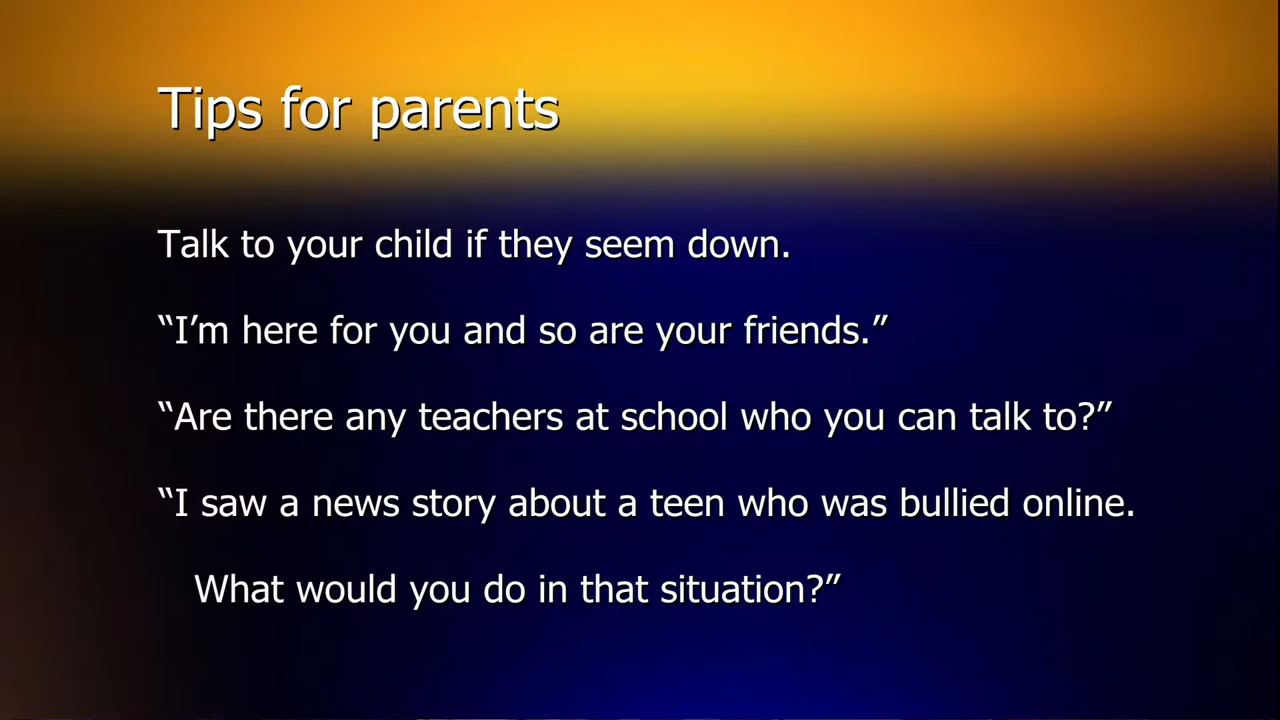 Tips for parents
Talk to your child if they seem down.
“I’m here for you and so are your friends.”
“Are there any teachers at school who you can talk to?”
“I saw a news story about a teen who was bullied online.
What would you do in that situation?”